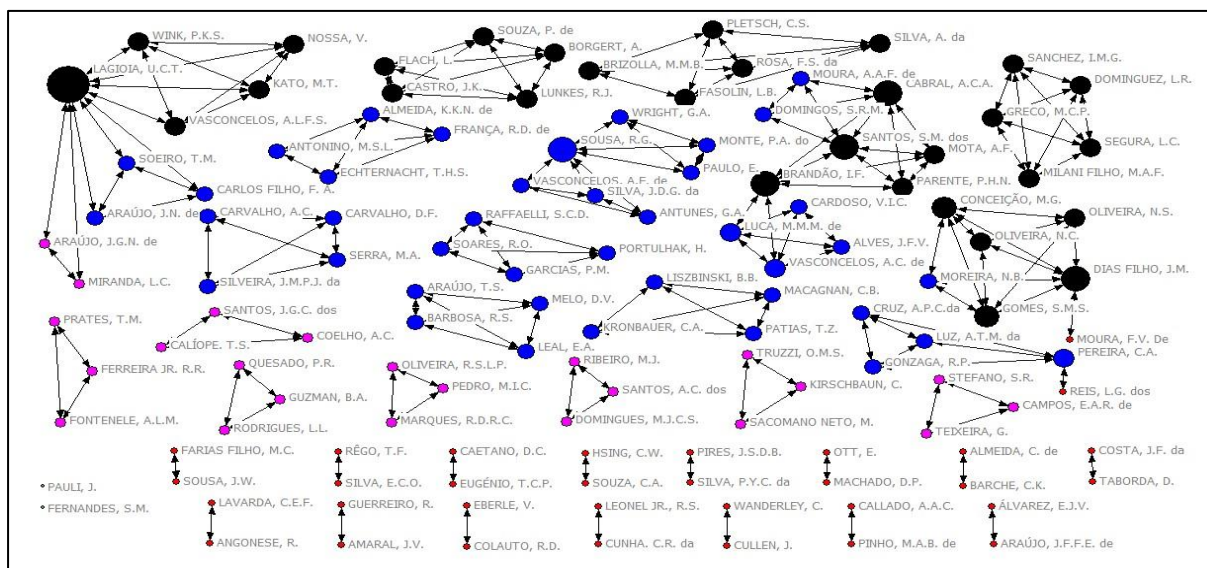 WINK, P.K.S.
NOSSA, V.
LAGIOIA, U.C.T.
KATO, M.T.
VASCONCELOS, A.L.F.S.
SOUZA, P. de
FLACH, L.
BORGERT, A.
CASTRO, J.K.
LUNKES, R.J.
PLETSCH, C.S.
SILVA, A. da
BRIZOLLA, M.M.B.
ROSA, F.S. da
FASOLIN, L.B.
MOURA, A.A.F. de
CABRAL, A.C.A.
DOMINGOS, S.R.M.
SANTOS, S.M. dos
MOTA, A.F.
BRANDÃO, I.F.
PARENTE, P.H.N.
SANCHEZ, I.M.G.
DOMINGUEZ, L.R.
GRECO, M.C.P.
SEGURA, L.C.
MILANI FILHO, M.A.F.
ALMEIDA, K.K.N. de
FRANÇA, R.D. de
ANTONINO, M.S.L.
ECHTERNACHT, T.H.S.
WRIGHT, G.A.
SOUSA, R.G.
MONTE, P.A. do
PAULO, E.
VASCONCELOS, A.F. de
SILVA, J.D.G. da
ANTUNES, G.A.
SOEIRO, T.M.
CARLOS FILHO, F. A.
ARAÚJO, J.N. de
CARVALHO, A.C.
CARVALHO, D.F.
SERRA, M.A.
SILVEIRA, J.M.P.J. da
ARAÚJO, J.G.N. de
MIRANDA, L.C.
RAFFAELLI, S.C.D.
SOARES, R.O.
PORTULHAK, H.
GARCIAS, P.M.
CARDOSO, V.I.C.
LUCA, M.M.M. de
ALVES, J.F.V.
VASCONCELOS, A.C. de
CONCEIÇÃO, M.G.
OLIVEIRA, N.S.
OLIVEIRA, N.C.
DIAS FILHO, J.M.
MOREIRA, N.B.
GOMES, S.M.S.
MOURA, F.V. De
ARAÚJO, T.S.
MELO, D.V.
BARBOSA, R.S.
LEAL, E.A.
LISZBINSKI, B.B.
MACAGNAN, C.B.
KRONBAUER, C.A.
PATIAS, T.Z.
CRUZ, A.P.C.da
LUZ, A.T.M. da
PEREIRA, C.A.
GONZAGA, R.P.
REIS, L.G. dos
PRATES, T.M.
FERREIRA JR. R.R.
FONTENELE, A.L.M.
SANTOS, J.G.C. dos
CALÍOPE, T.S.
COELHO, A.C.
QUESADO, P.R.
GUZMAN, B.A.
RODRIGUES, L.L.
OLIVEIRA, R.S.L.P.
PEDRO, M.I.C.
MARQUES, R.D.R.C.
RIBEIRO, M.J.
SANTOS, A.C. dos
DOMINGUES, M.J.C.S.
TRUZZI, O.M.S.
KIRSCHBAUN, C.
SACOMANO NETO, M.
STEFANO, S.R.
CAMPOS, E.A.R. de
TEIXEIRA, G.
FARIAS FILHO, M.C.
SOUSA, J.W.
RÊGO, T.F.
SILVA, E.C.O.
CAETANO, D.C.
EUGÉNIO, T.C.P.
HSING, C.W.
SOUZA, C.A.
PIRES, J.S.D.B.
SILVA, P.Y.C. da
OTT, E.
MACHADO, D.P.
ALMEIDA, C. de
BARCHE, C.K.
COSTA, J.F. da
TABORDA, D.
PAULI, J.
FERNANDES, S.M.
LAVARDA, C.E.F.
ANGONESE, R.
GUERREIRO, R.
AMARAL, J.V.
EBERLE, V.
COLAUTO, R.D.
LEONEL JR., R.S.
CUNHA. C.R. da
WANDERLEY, C.
CULLEN, J.
CALLADO, A.A.C.
PINHO, M.A.B. de
ÁLVAREZ, E.J.V.
ARAÚJO, J.F.F.E. de